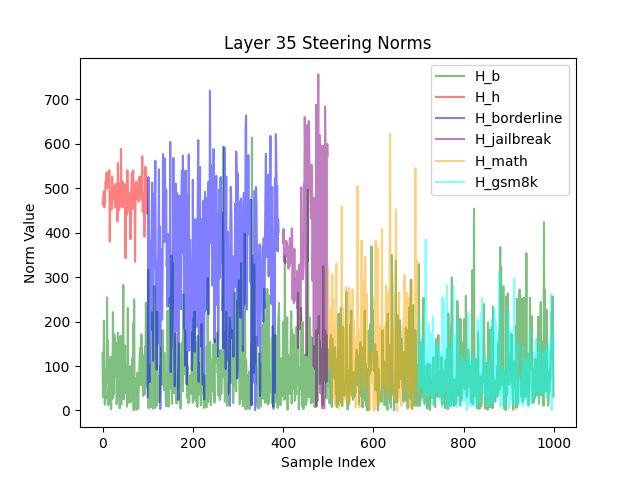 Layer 35 Steering Norms
Norm Value
700
600
500
400
300
200
100
0
H_b
H_h
H_borderline
H_jailbreak
H_math
H_gsm8k
0 200 400 600 800 1000
Sample Index